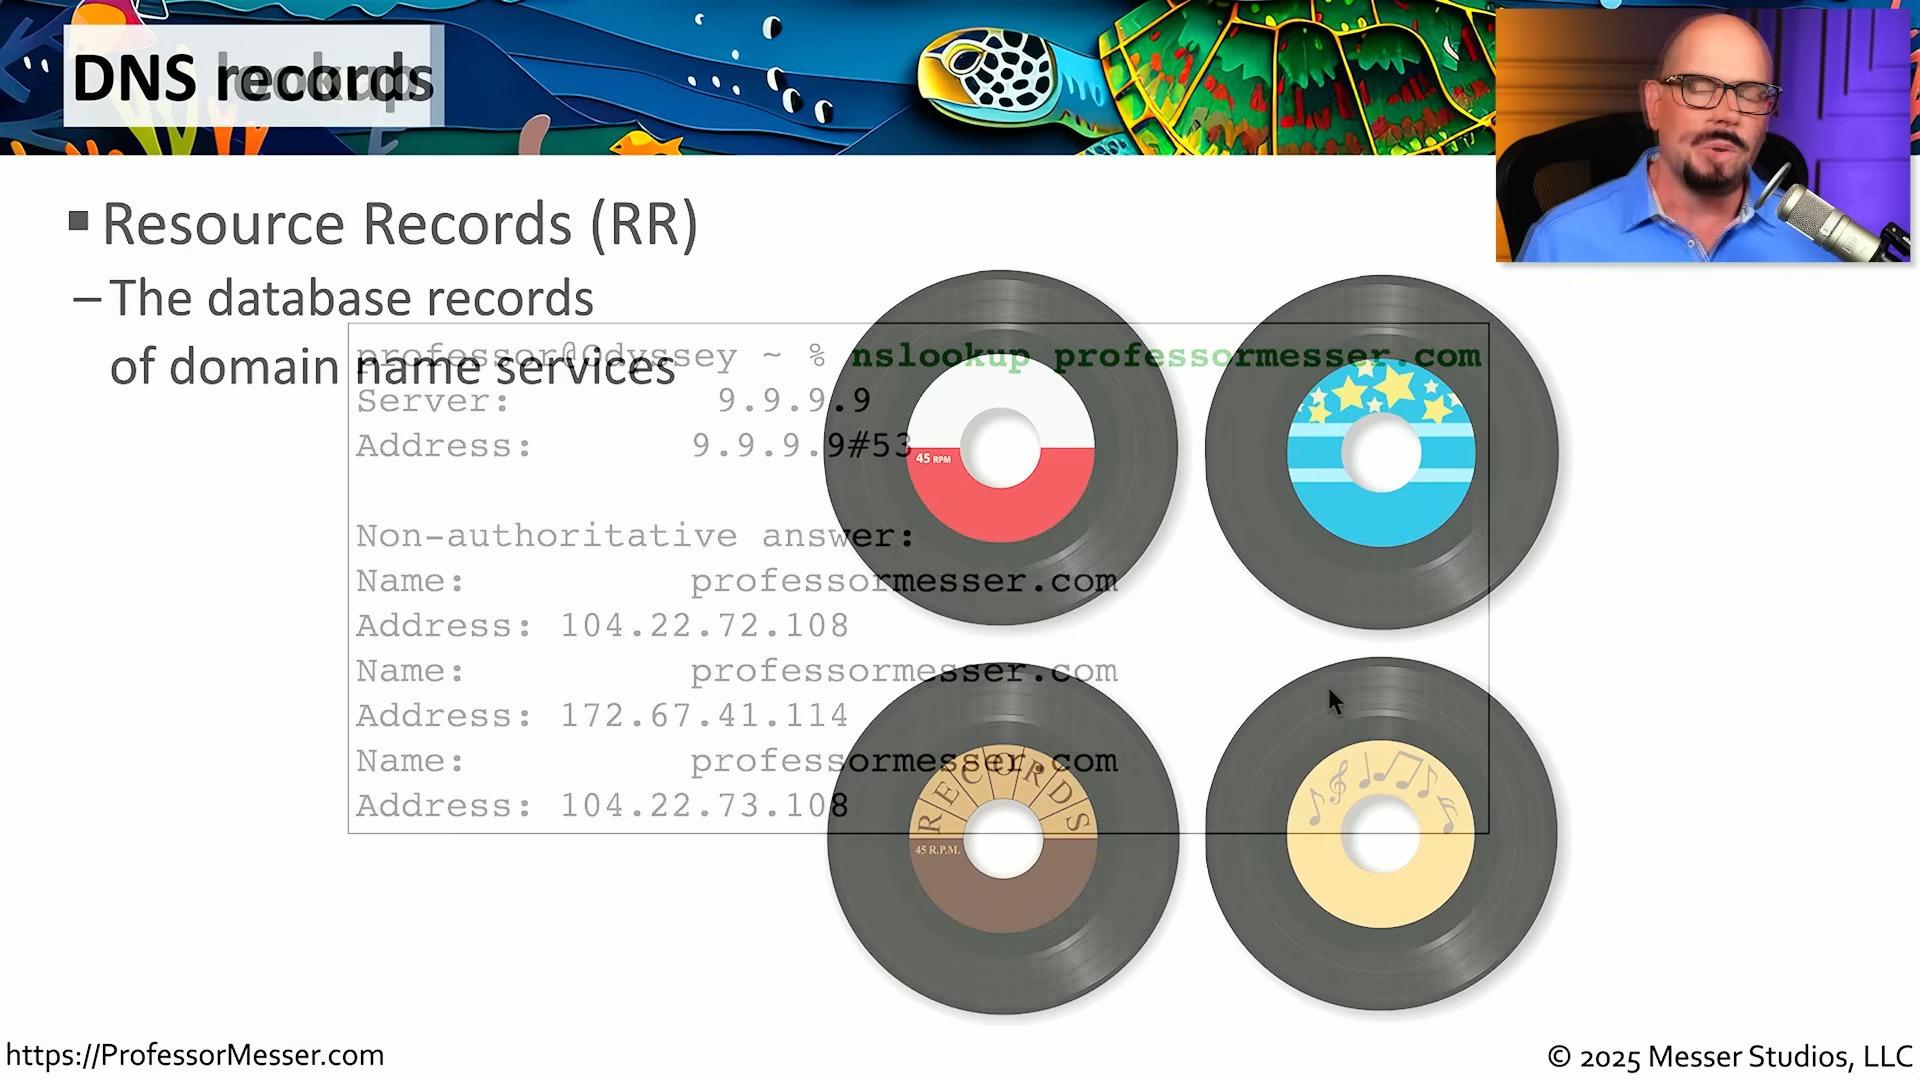 DNS records
lookup
Resource Records (RR)
– The database records
of domain name services
professor@Odyssey ~ % nslookup professormesser.com
Server: 9.9.9.9
Address: 9.9.9.9#53
Non-authoritative answer:
Name: professormesser.com
Address: 104.22.72.108
Name: professormesser.com
Address: 172.67.41.114
Name: professormesser.com
Address: 104.22.73.108
45 RPM
RECORDS
45 R.P.M.
https://ProfessorMesser.com
© 2025 Messer Studios, LLC